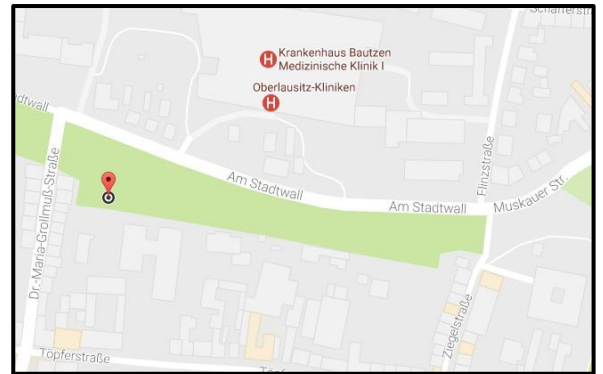 Schäferstraße
Krankenhaus Bautzen
Medizinische Klinik I
Oberlausitz-Kliniken
Am Stadtwall
Am Stadtwall
Flinzstraße
Muskauer Str.
Dr.-Maria-Grollmuß-Straße
Ziegelstraße
Töpferstraße